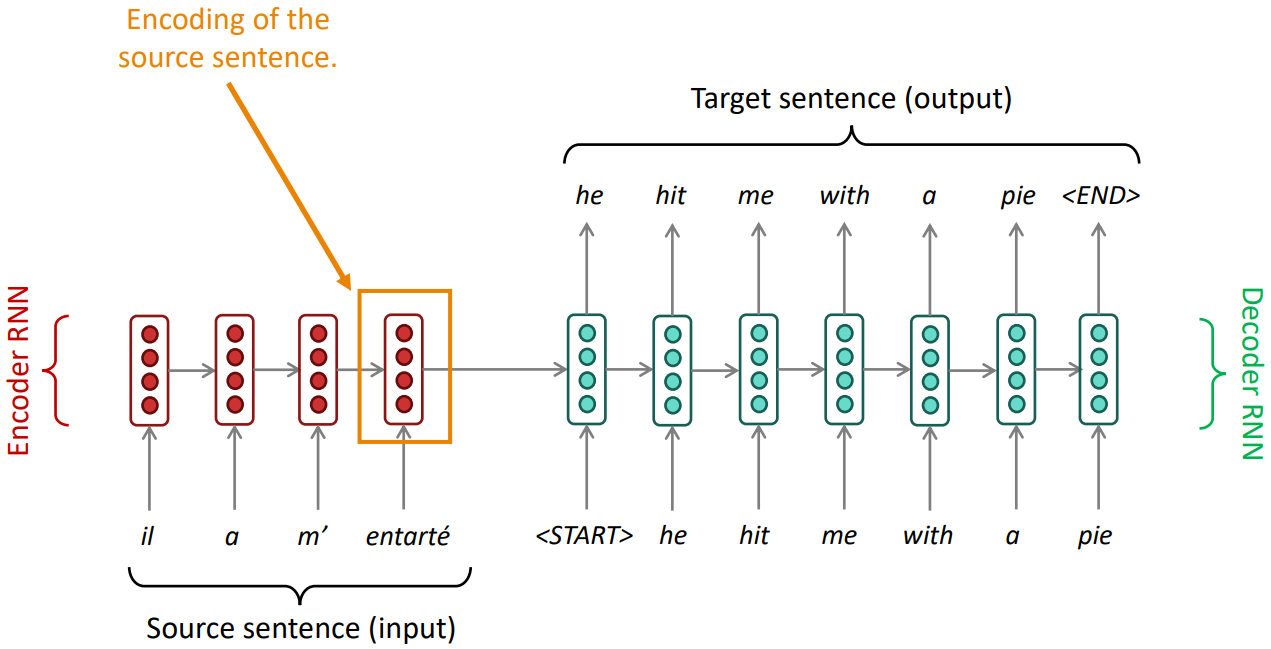 Encoding of the
source sentence.
Target sentence (output)
he hit me with a pie <END>
Encoder RNN
Decoder RNN
il a m’ entarté
<START> he hit me with a pie
Source sentence (input)